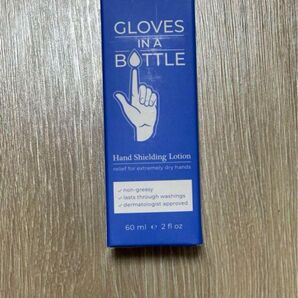 GLOVES
IN A
BOTTLE
Hand Shielding Lotion
relief for extremely dry hands
✓ non-greasy
✓ lasts through washings
✓ dermatologist approved
60 ml ℮ 2 fl oz